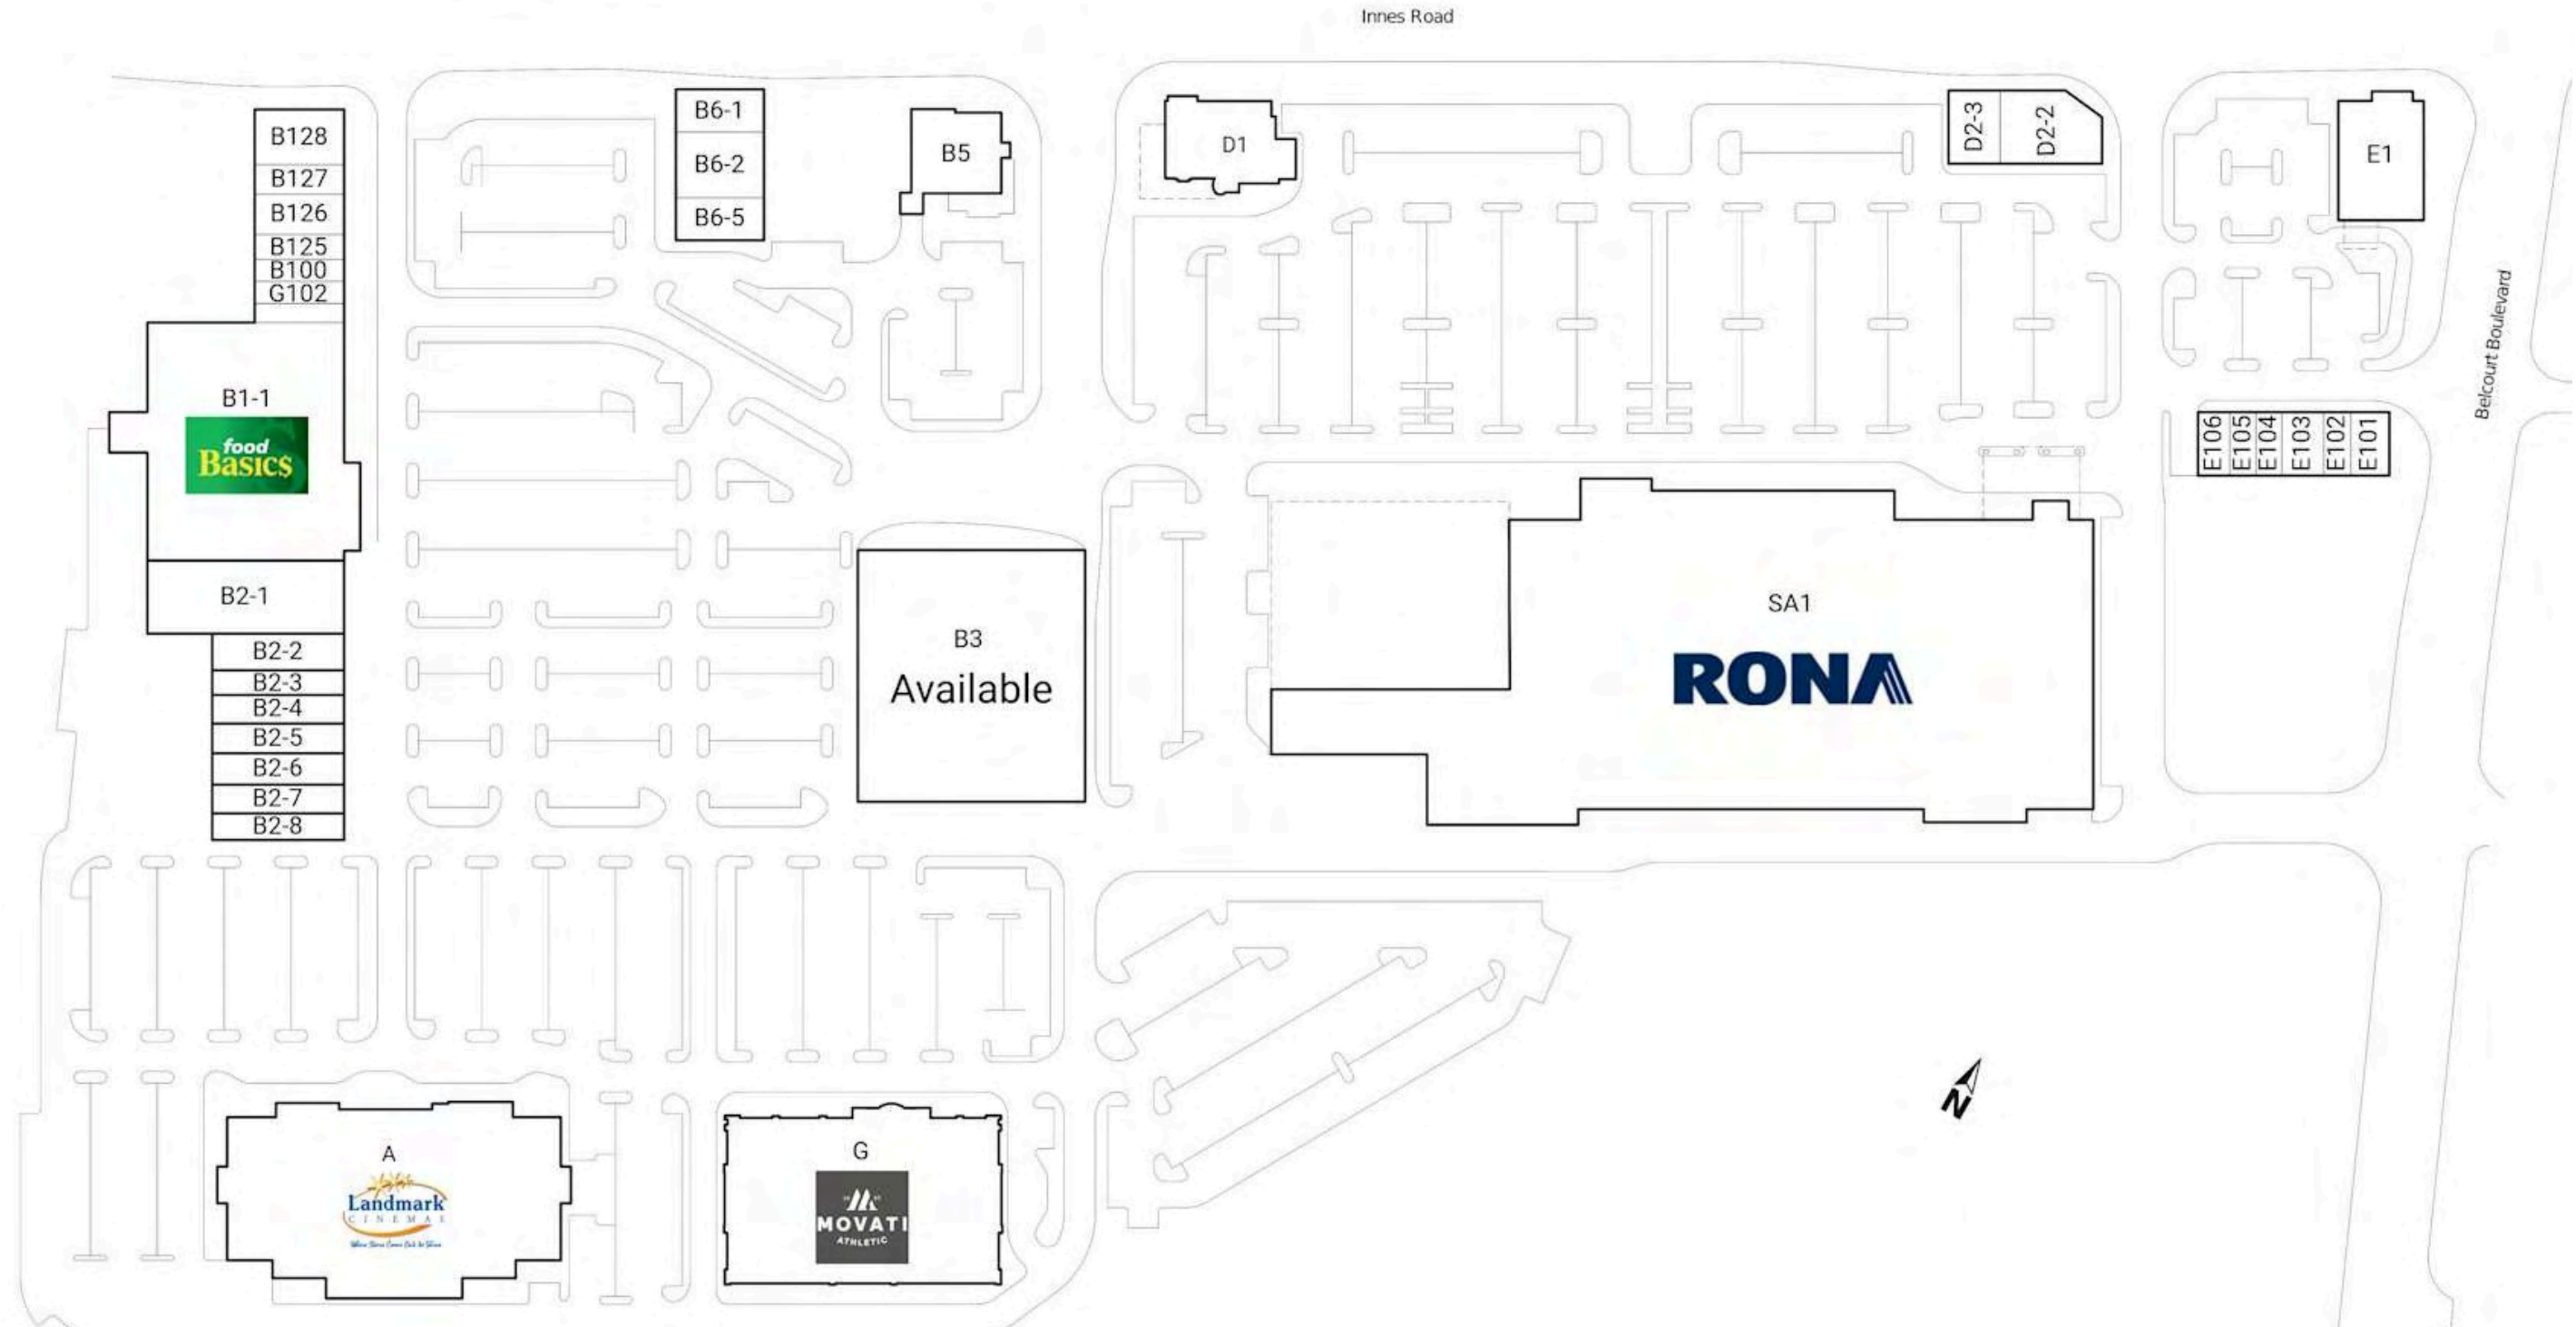 Innes Road
B128
B127
B126
B125
B100
G102
B1-1
food
Basics
B2-1
B2-2
B2-3
B2-4
B2-5
B2-6
B2-7
B2-8
B6-1
B6-2
B6-5
B5
B3
Available
D1
D2-3
D2-2
E1
Belcourt Boulevard
E106
E105
E104
E103
E102
E101
SA1
RONA
A
Landmark
CINEMAS
G
MOVATI
ATHLETIC
N